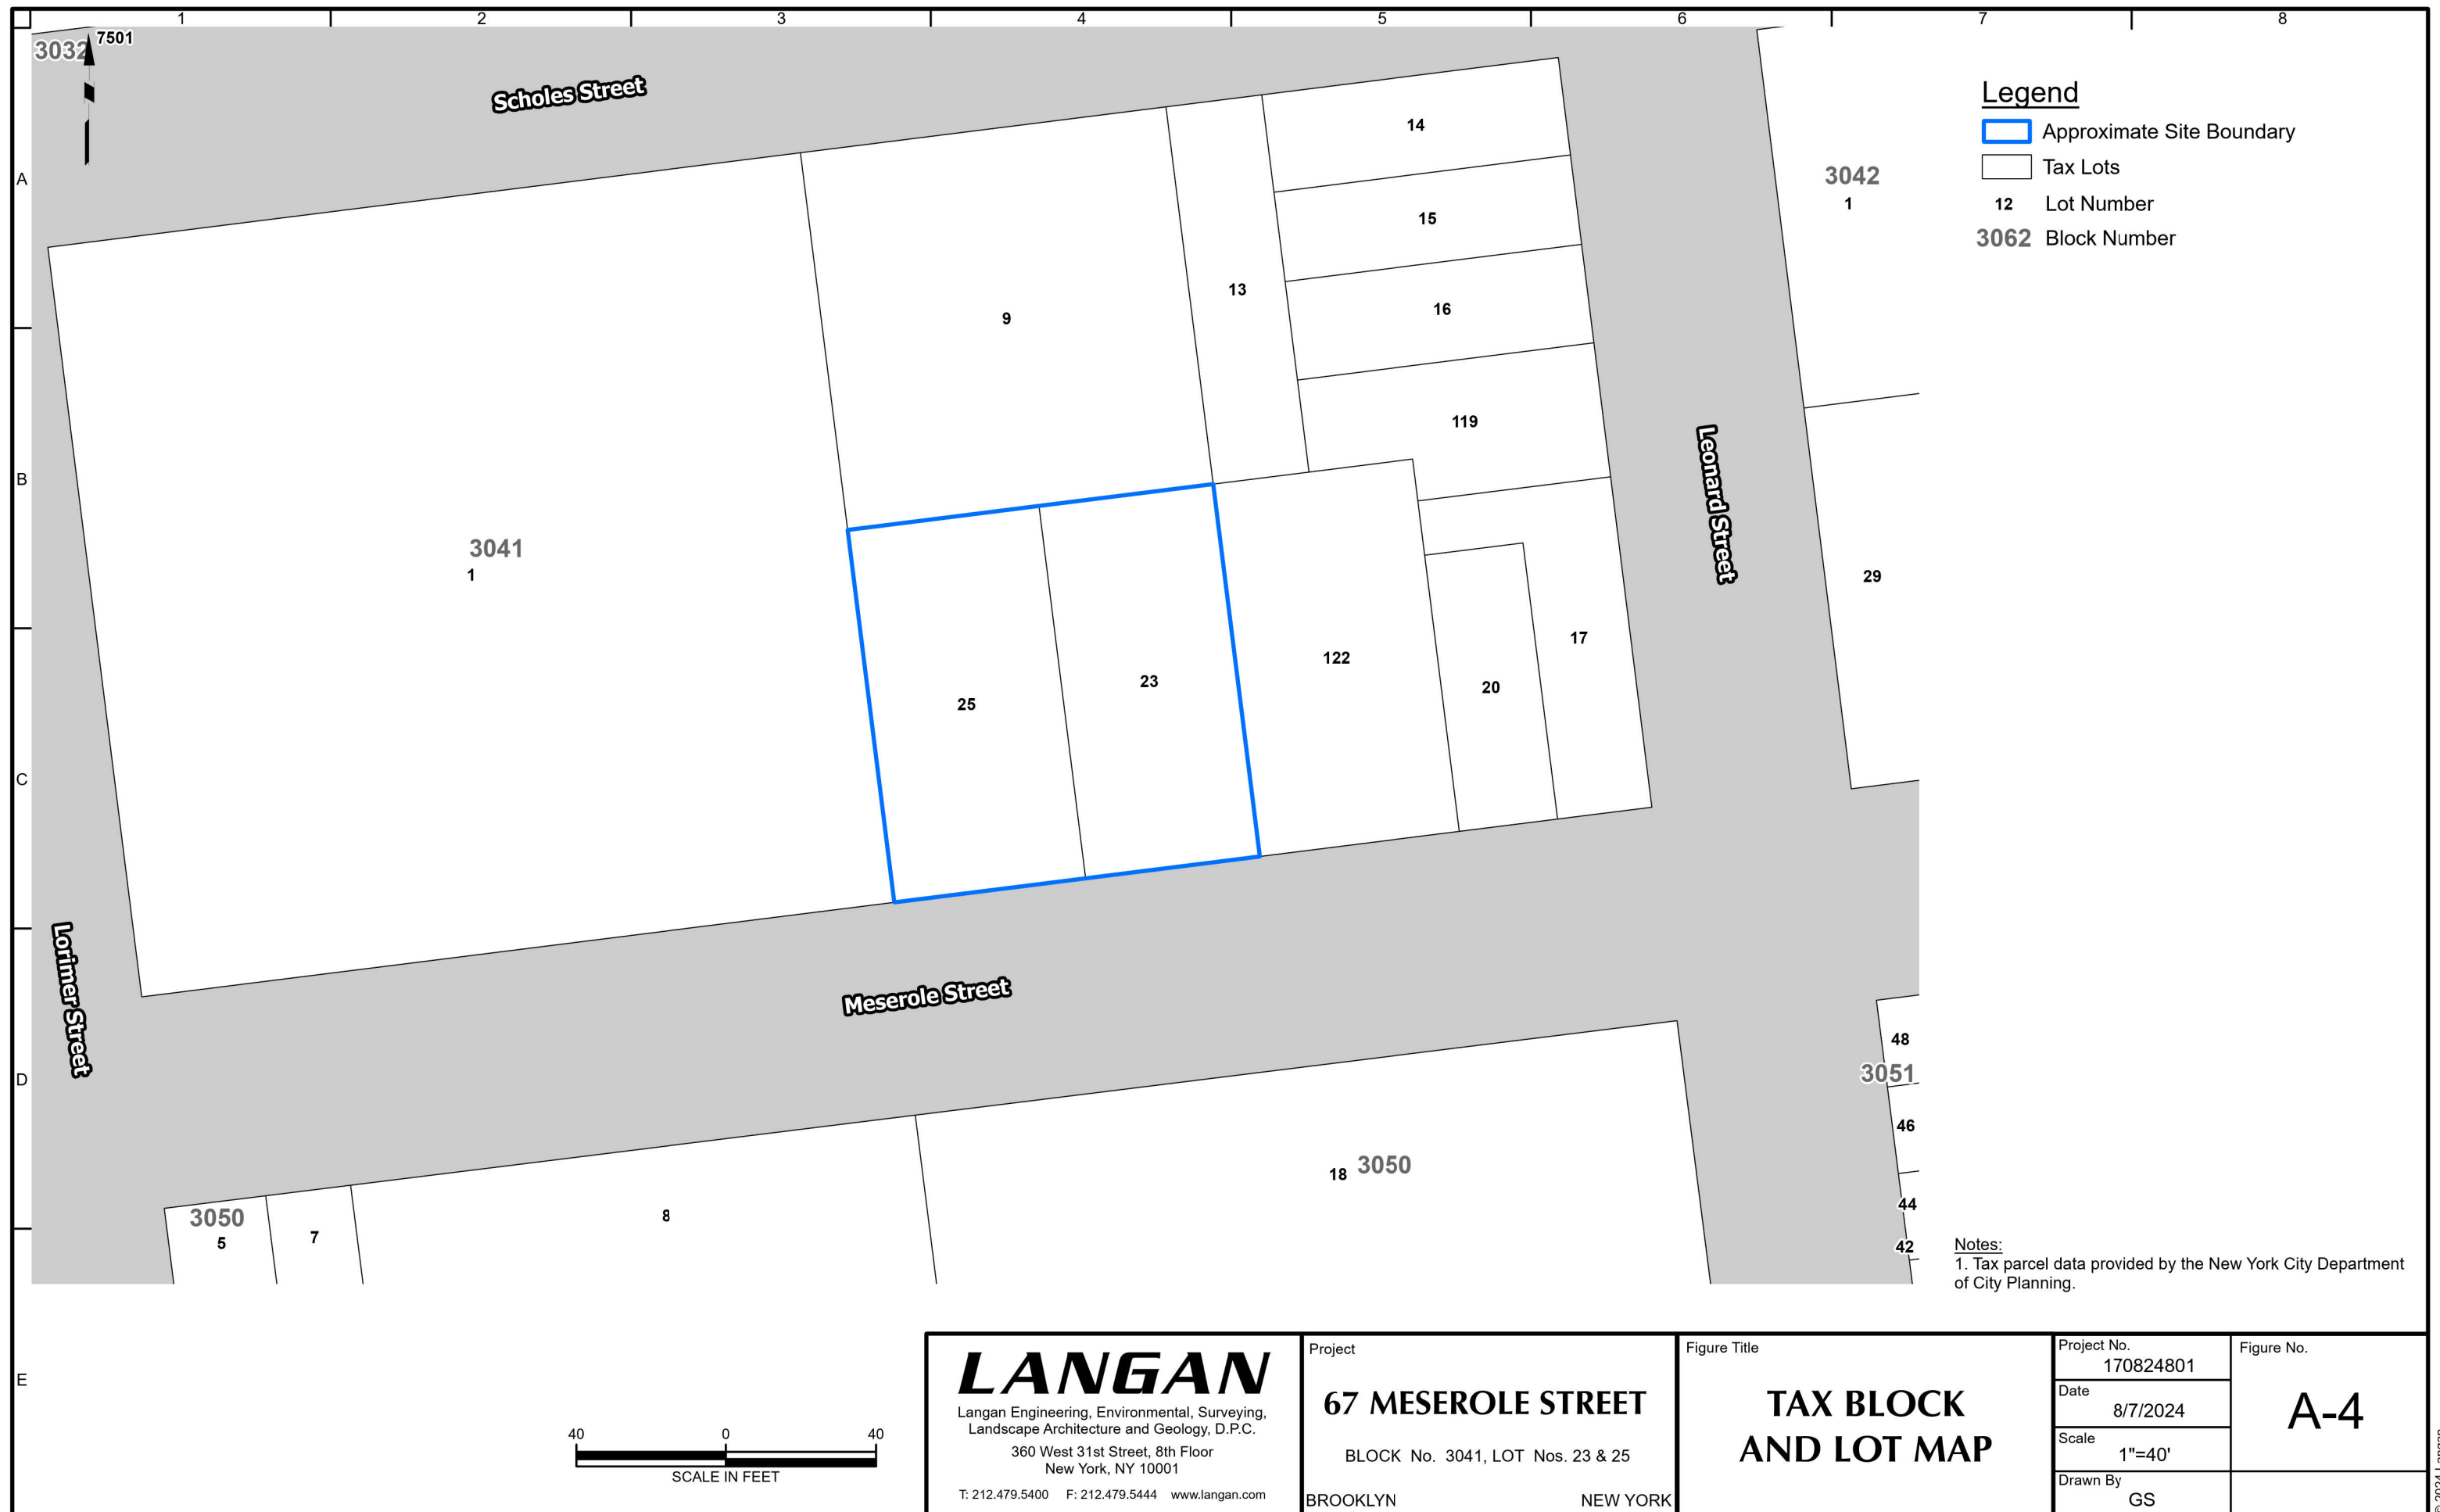 1 2 3 4 5 6 7 8
A
B
C
D
E
3032
7501
Scholes Street
14
15
16
119
13
9
3041
1
25
23
122
20
17
Leonard Street
3042
1
29
Lorimer Street
Meserole Street
48
3051
46
44
42
18 3050
3050
5
7
8
Legend
Approximate Site Boundary
Tax Lots
12 Lot Number
3062 Block Number
Notes:
1. Tax parcel data provided by the New York City Department
of City Planning.
40 0 40
SCALE IN FEET
LANGAN
Langan Engineering, Environmental, Surveying,
Landscape Architecture and Geology, D.P.C.
360 West 31st Street, 8th Floor
New York, NY 10001
T: 212.479.5400 F: 212.479.5444 www.langan.com
Project
67 MESEROLE STREET
BLOCK No. 3041, LOT Nos. 23 & 25
BROOKLYN NEW YORK
Figure Title
TAX BLOCK
AND LOT MAP
Project No.
170824801
Date
8/7/2024
Scale
1"=40'
Drawn By
GS
Figure No.
A-4
© 2024 Langan